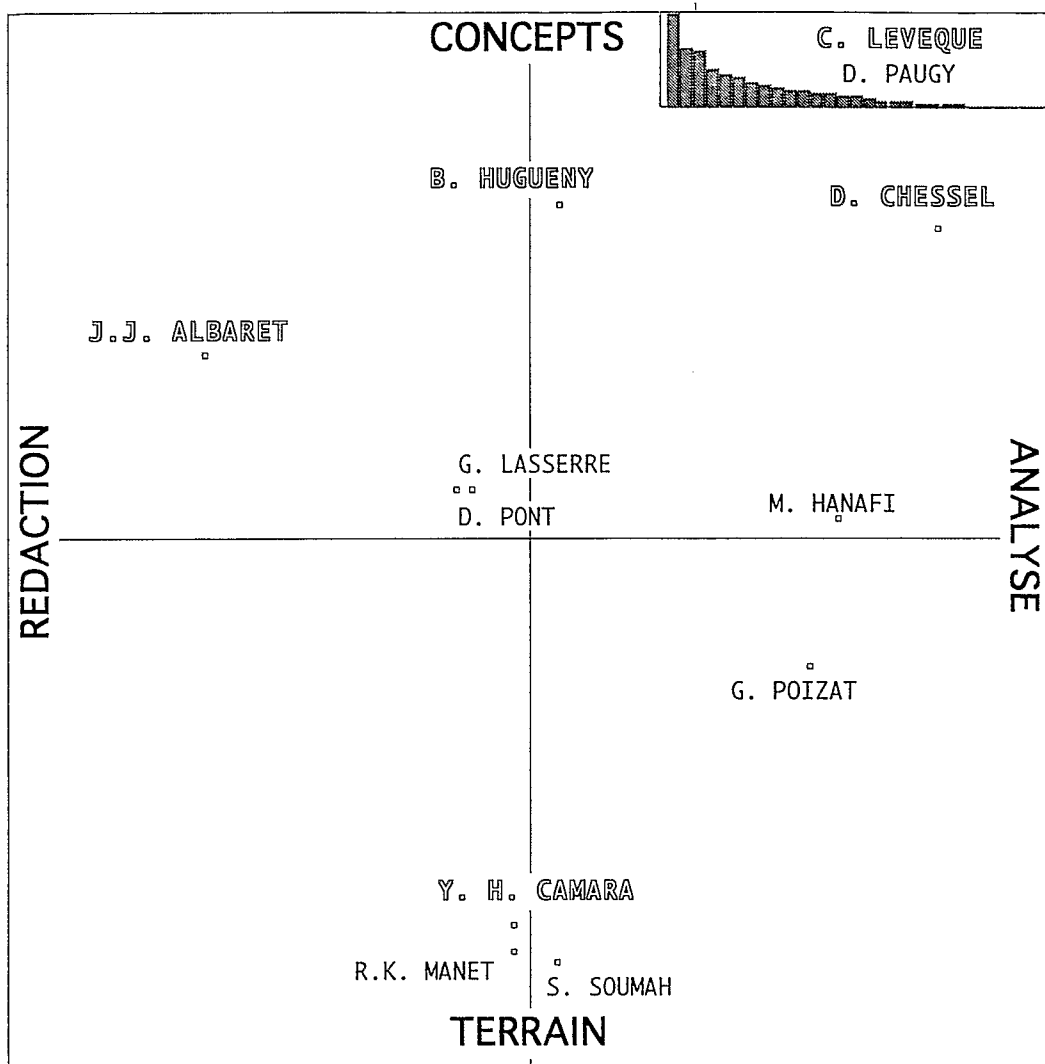 CONCEPTS
C. LEVEQUE
D. PAUGY
B. HUGUENY
D. CHESSEL
J.J. ALBARET
REDACTION
G. LASSERRE
D. PONT
M. HANAFI
ANALYSE
G. POIZAT
Y. H. CAMARA
R.K. MANET
S. SOUMAH
TERRAIN